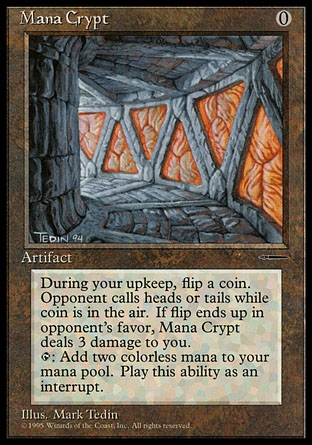 Mana Crypt 0
TEDIN 94
Artifact
During your upkeep, flip a coin.
Opponent calls heads or tails while
coin is in the air. If flip ends up in
opponent's favor, Mana Crypt
deals 3 damage to you.
: Add two colorless mana to your
mana pool. Play this ability as an
interrupt.
Illus. Mark Tedin
©1995 Wizards of the Coast, Inc. All rights reserved.